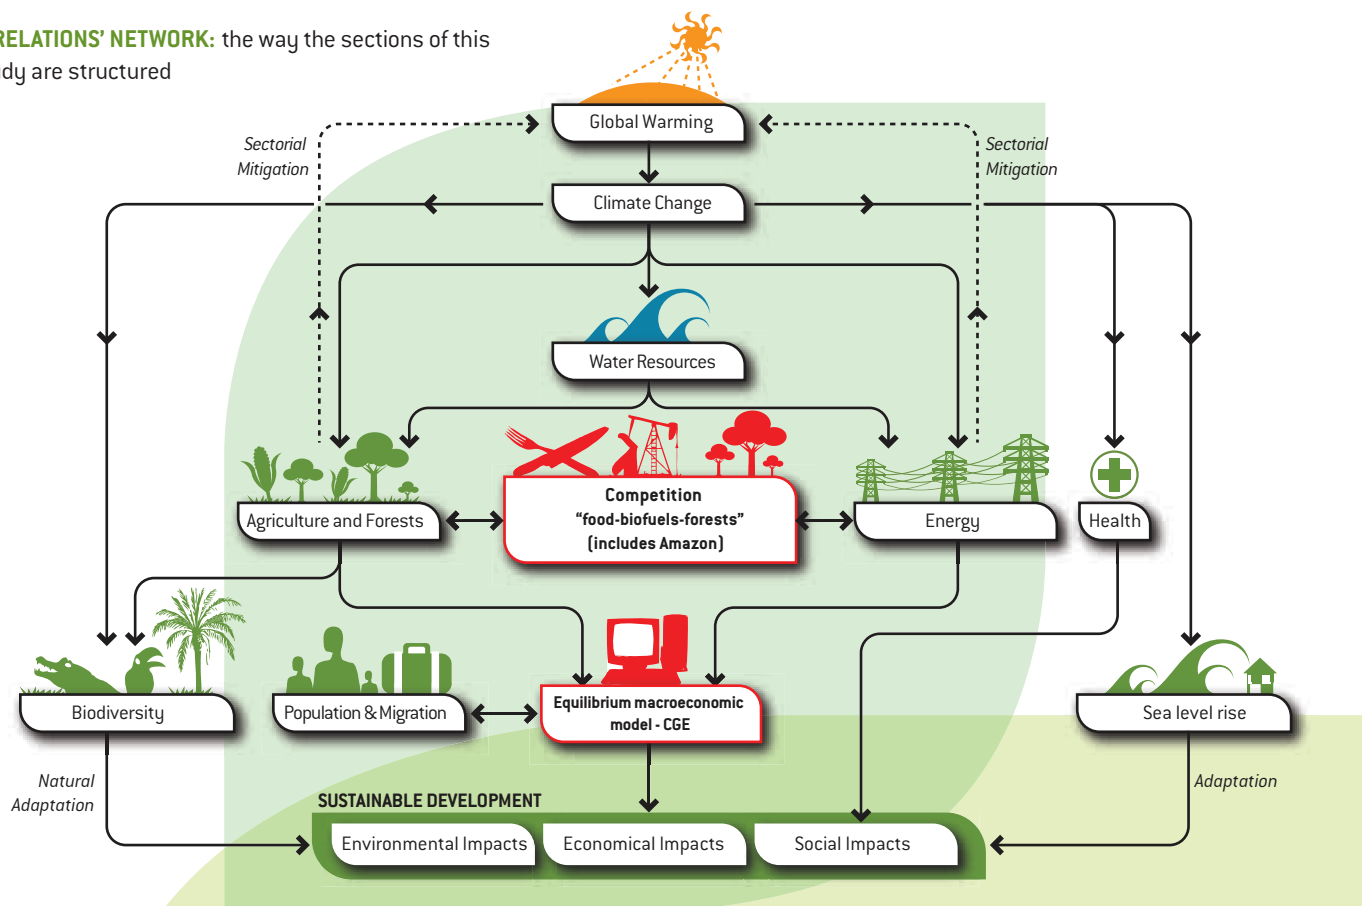 RELATIONS’ NETWORK: the way the sections of this
are structured
Global Warming
Sectorial
Mitigation
Sectorial
Mitigation
Climate Change
Water Resources
Competition
“food-biofuels-forests”
(includes Amazon)
Agriculture and Forests
Energy
Health
Biodiversity
Population & Migration
Equilibrium macroeconomic
model - CGE
Sea level rise
Natural
Adaptation
Adaptation
SUSTAINABLE DEVELOPMENT
Environmental Impacts
Economical Impacts
Social Impacts